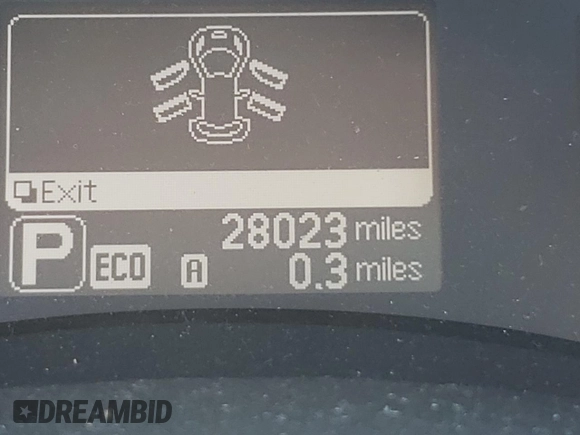 Exit
P ECO 28023 miles
A 0.3 miles
DREAMBID